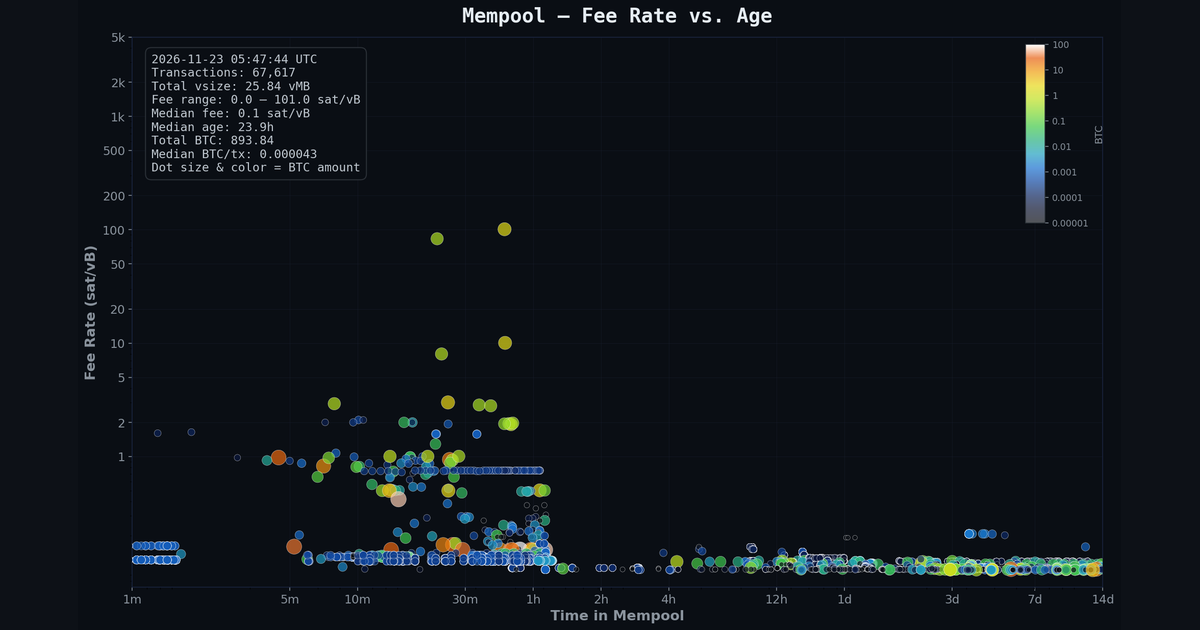 Mempool — Fee Rate vs. Age
2026-11-23 05:47:44 UTC
Transactions: 67,617
Total vsize: 25.84 vMB
Fee range: 0.0 – 101.0 sat/vB
Median fee: 0.1 sat/vB
Median age: 23.9h
Total BTC: 893.84
Median BTC/tx: 0.000043
Dot size & color = BTC amount
Fee Rate (sat/vB)
5k
2k
1k
500
200
100
50
20
10
5
2
1
100
10
1
0.1
0.01
0.001
0.0001
0.00001
BTC
1m
5m
10m
30m
1h
2h
4h
12h
1d
3d
7d
14d
Time in Mempool